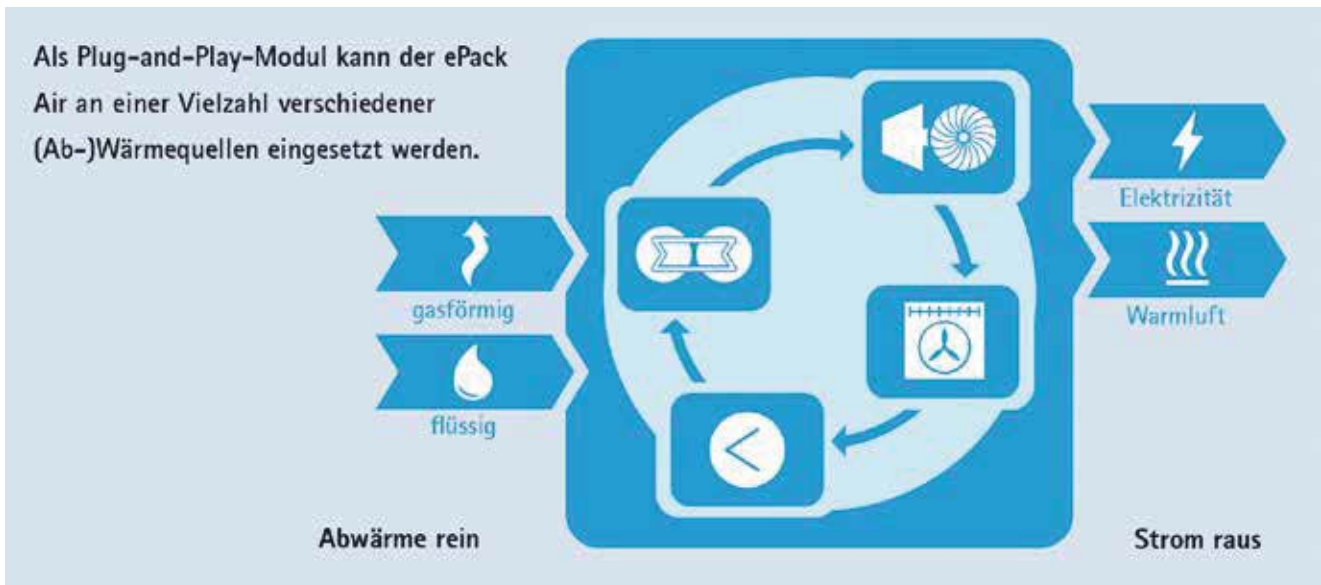 Als Plug-and-Play-Modul kann der ePack
Air an einer Vielzahl verschiedener
(Ab-)Wärmequellen eingesetzt werden.
gasförmig
flüssig
Elektrizität
Warmluft
Abwärme rein
Strom raus